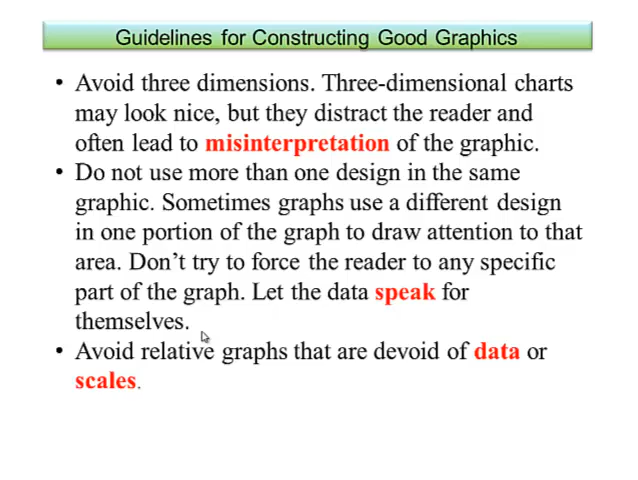 Guidelines for Constructing Good Graphics
• Avoid three dimensions. Three-dimensional charts
may look nice, but they distract the reader and
often lead to misinterpretation of the graphic.
• Do not use more than one design in the same
graphic. Sometimes graphs use a different design
in one portion of the graph to draw attention to that
area. Don’t try to force the reader to any specific
part of the graph. Let the data speak for
themselves.
• Avoid relative graphs that are devoid of data or
scales.